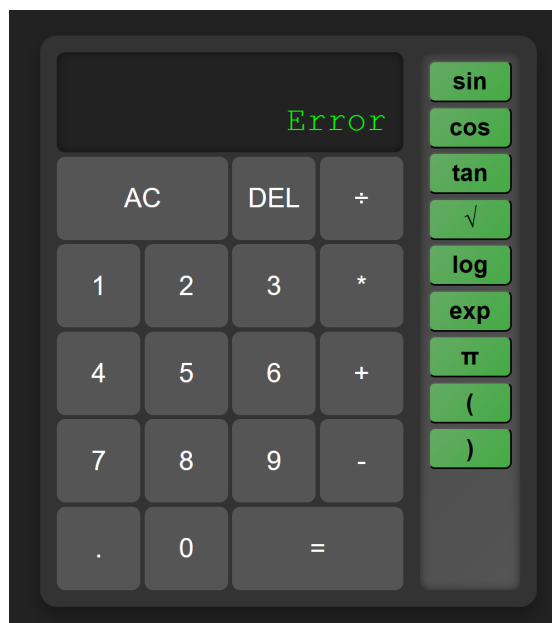 Error
AC DEL ÷
1 2 3 *
4 5 6 +
7 8 9 -
. 0 =
sin
cos
tan
√
log
exp
π
(
)